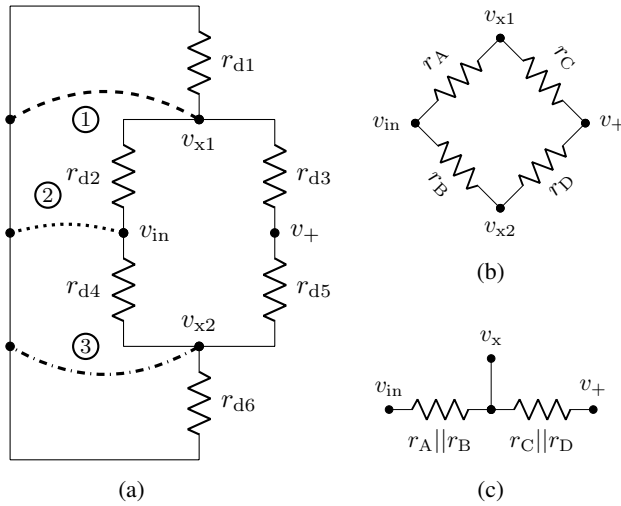 r_d1
①
v_x1
r_d2
r_d3
②
v_in
v_+
r_d4
r_d5
v_x2
③
r_d6
(a)
v_x1
r_A
r_C
v_in
v_+
r_B
r_D
v_x2
(b)
v_x
v_in
v_+
r_A||r_B
r_C||r_D
(c)